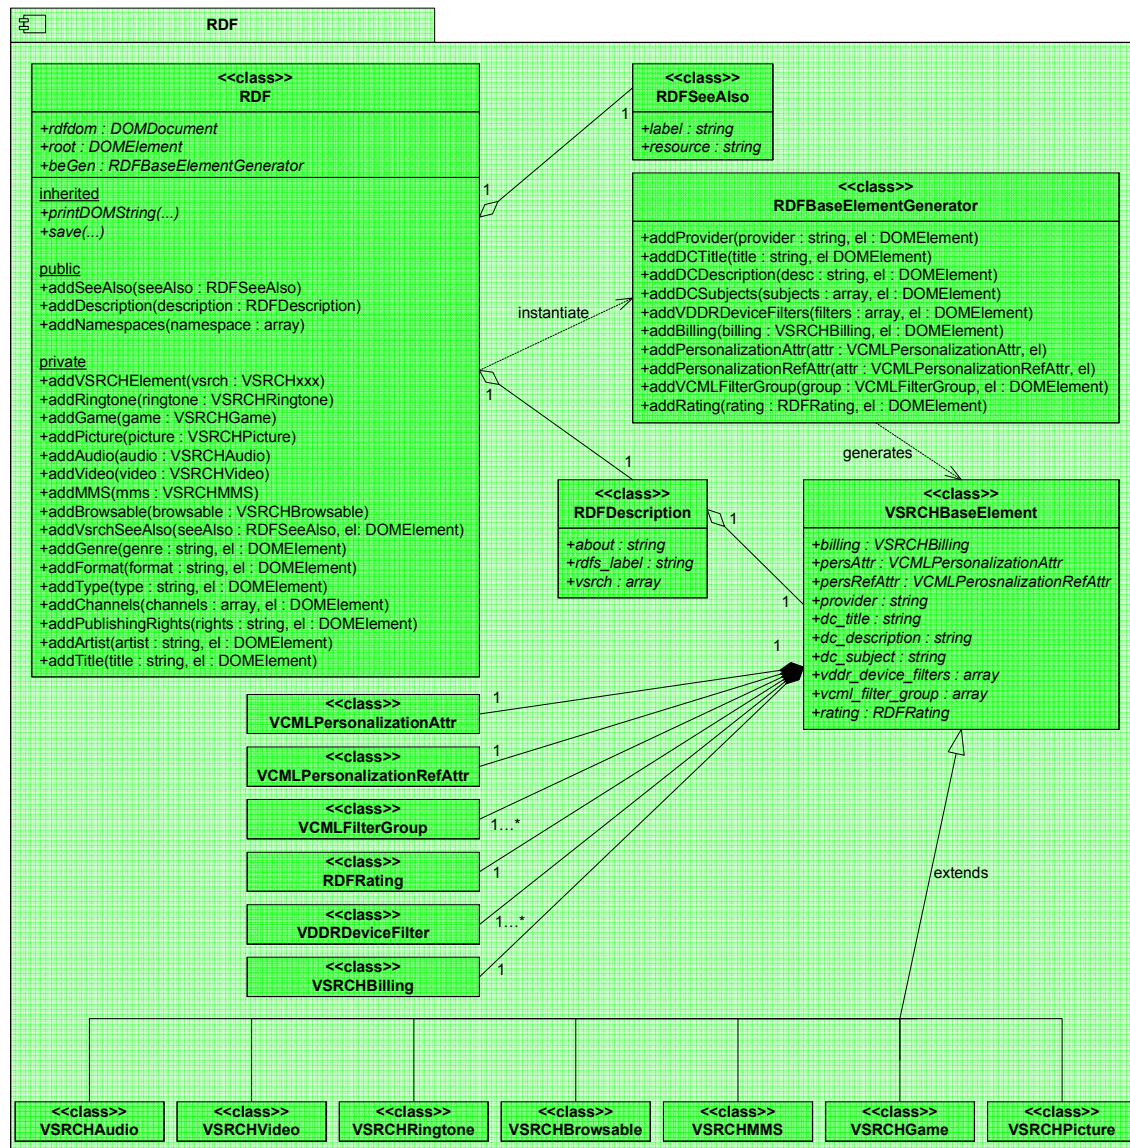 RDF
<<class>>
RDF
+rdfdom : DOMDocument
+root : DOMElement
+beGen : RDFBaseElementGenerator
inherited
+printDOMString(...)
+save(...)
public
+addSeeAlso(seeAlso : RDFSeeAlso)
+addDescription(description : RDFDescription)
+addNamespaces(namespace : array)
private
+addVSRCHElement(vsrch : VSRCHxxx)
+addRingtone(ringtone : VSRCHRingtone)
+addGame(game : VSRCHGame)
+addPicture(picture : VSRCHPicture)
+addAudio(audio : VSRCHAudio)
+addVideo(video : VSRCHVideo)
+addMMS(mms : VSRCHMMS)
+addBrowsable(browsable : VSRCHBrowsable)
+addVsrchSeeAlso(seeAlso : RDFSeeAlso, el: DOMElement)
+addGenre(genre : string, el : DOMElement)
+addFormat(format : string, el : DOMElement)
+addType(type : string, el : DOMElement)
+addChannels(channels : array, el : DOMElement)
+addPublishingRights(rights : string, el : DOMElement)
+addArtist(artist : string, el : DOMElement)
+addTitle(title : string, el : DOMElement)
1
1
<<class>>
RDFSeeAlso
+label : string
+resource : string
instantiate
<<class>>
RDFBaseElementGenerator
+addProvider(provider : string, el : DOMElement)
+addDCTitle(title : string, el DOMElement)
+addDCDescription(desc : string, el : DOMElement)
+addDCSubjects(subjects : array, el : DOMElement)
+addVDDRDeviceFilters(filters : array, el : DOMElement)
+addBilling(billing : VSRCHBilling, el : DOMElement)
+addPersonalizationAttr(attr : VCMLPersonalizationAttr, el)
+addPersonalizationRefAttr(attr : VCMLPersonalizationRefAttr, el)
+addVCMLFilterGroup(group : VCMLFilterGroup, el : DOMElement)
+addRating(rating : RDFRating, el : DOMElement)
generates
1
1
<<class>>
RDFDescription
+about : string
+rdfs_label : string
+vsrch : array
1
1
<<class>>
VSRCHBaseElement
+billing : VSRCHBilling
+persAttr : VCMLPersonalizationAttr
+persRefAttr : VCMLPerosnalizationRefAttr
+provider : string
+dc_title : string
+dc_description : string
+dc_subject : string
+vddr_device_filters : array
+vcml_filter_group : array
+rating : RDFRating
1
<<class>>
VCMLPersonalizationAttr
1
<<class>>
VCMLPersonalizationRefAttr
1
<<class>>
VCMLFilterGroup
1...*
<<class>>
RDFRating
1
<<class>>
VDDRDeviceFilter
1...*
<<class>>
VSRCHBilling
1
extends
<<class>>
VSRCHAudio
<<class>>
VSRCHVideo
<<class>>
VSRCHRingtone
<<class>>
VSRCHBrowsable
<<class>>
VSRCHMMS
<<class>>
VSRCHGame
<<class>>
VSRCHPicture